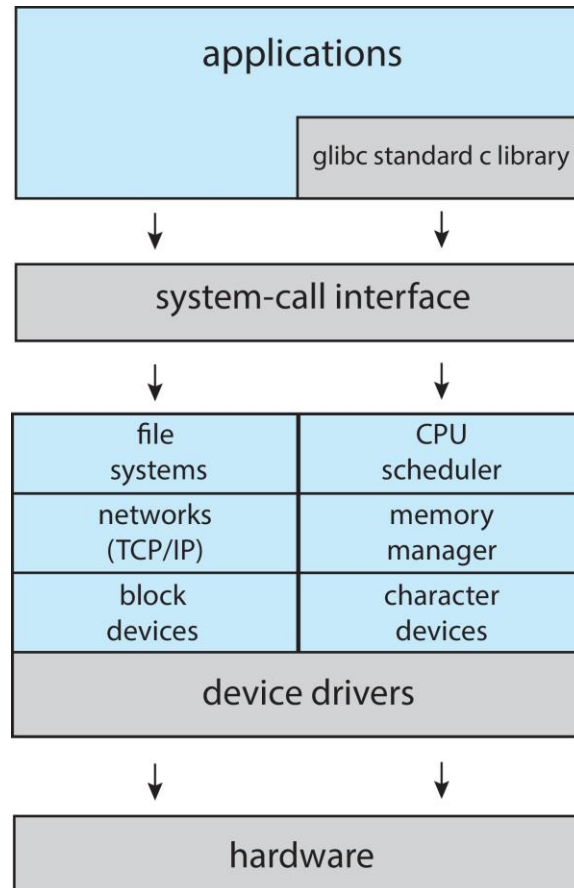 applications
glibc standard c library
system-call interface
file
systems
CPU
scheduler
networks
(TCP/IP)
memory
manager
block
devices
character
devices
device drivers
hardware